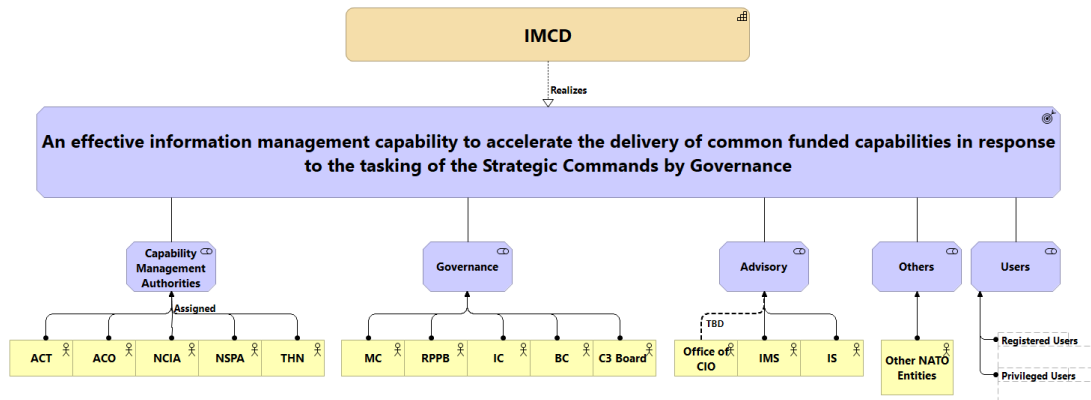 IMCD
Realizes
An effective information management capability to accelerate the delivery of common funded capabilities in response
to the tasking of the Strategic Commands by Governance
Capability
Management
Authorities
Governance
Advisory
Others
Users
Assigned
TBD
ACT
ACO
NCIA
NSPA
THN
MC
RPPB
IC
BC
C3 Board
Office of
CIO
IMS
IS
Other NATO
Entities
Registered Users
Privileged Users